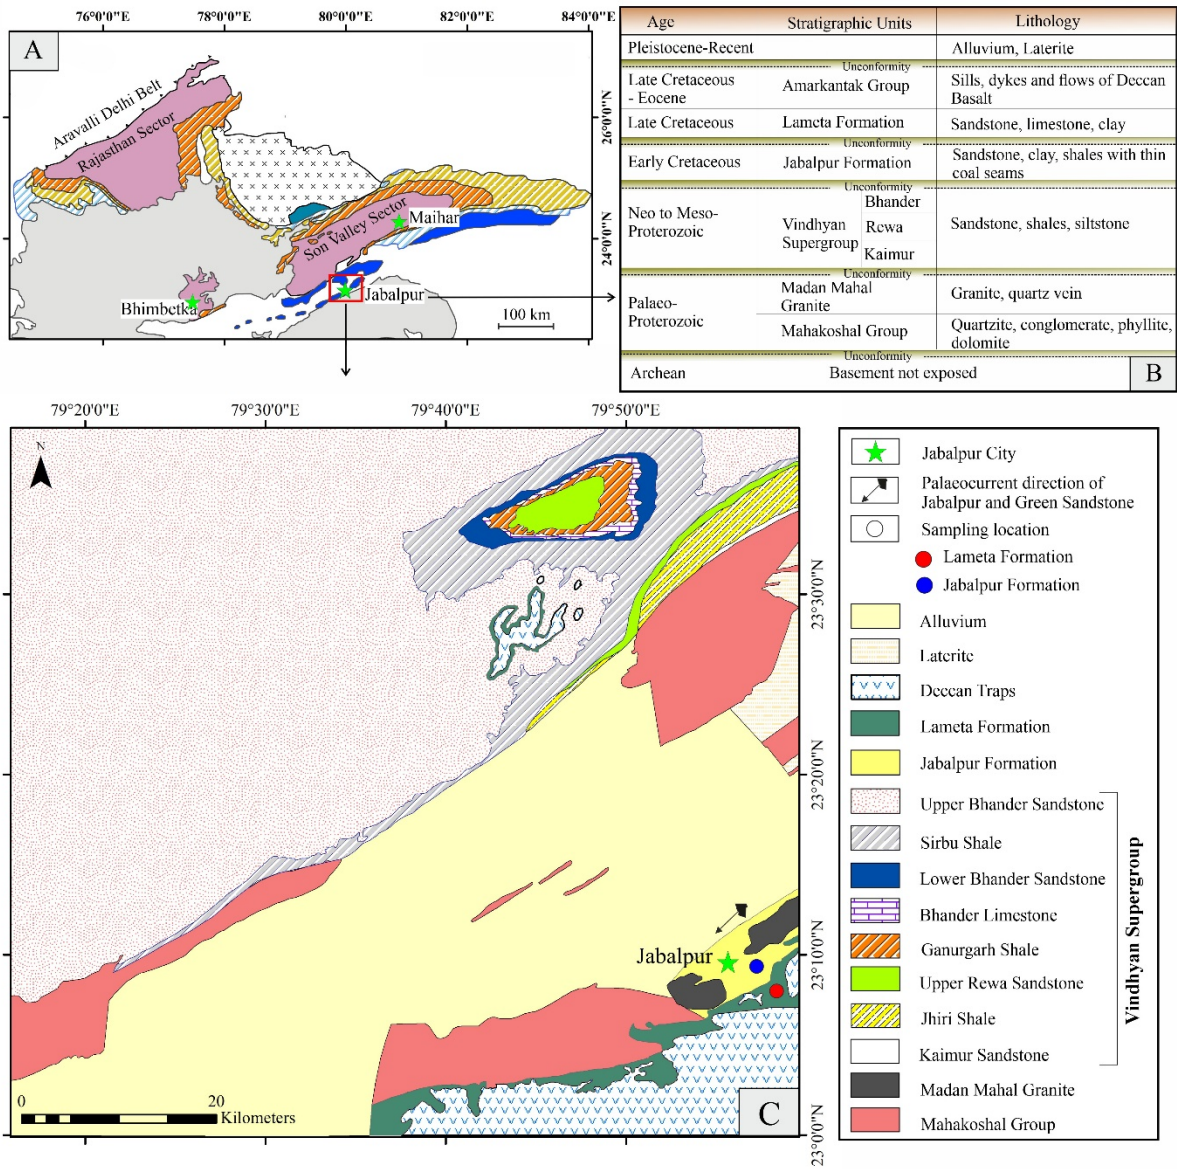 76°0'0"E
78°0'0"E
80°0'0"E
82°0'0"E
84°0'0"E
A
Aravalli Delhi Belt
Rajasthan Sector
Son Valley Sector
Maihar
Bhimbetka
Jabalpur
100 km
26°0'0"N
24°0'0"N
Age Stratigraphic Units Lithology
Pleistocene-Recent Alluvium, Laterite
Unconformity
Late Cretaceous
- Eocene
Amarkantak Group
Sills, dykes and flows of Deccan
Basalt
Late Cretaceous Lameta Formation Sandstone, limestone, clay
Unconformity
Early Cretaceous Jabalpur Formation
Sandstone, clay, shales with thin
coal seams
Unconformity
Neo to Meso-
Proterozoic
Vindhyan
Supergroup
Bhander
Rewa
Kaimur
Sandstone, shales, siltstone
Unconformity
Palaeo-
Proterozoic
Madan Mahal
Granite
Granite, quartz vein
Mahakoshal Group
Quartzite, conglomerate, phyllite,
dolomite
Unconformity
Archean Basement not exposed
B
79°20'0"E
79°30'0"E
79°40'0"E
79°50'0"E
N
23°30'0"N
23°20'0"N
23°10'0"N
23°0'0"N
Jabalpur
0 20
Kilometers
C
Jabalpur City
Palaeocurrent direction of
Jabalpur and Green Sandstone
Sampling location
Lameta Formation
Jabalpur Formation
Alluvium
Laterite
Deccan Traps
Lameta Formation
Jabalpur Formation
Upper Bhander Sandstone
Sirbu Shale
Lower Bhander Sandstone
Bhander Limestone
Ganurgarh Shale
Upper Rewa Sandstone
Jhiri Shale
Kaimur Sandstone
Madan Mahal Granite
Mahakoshal Group
Vindhyan Supergroup